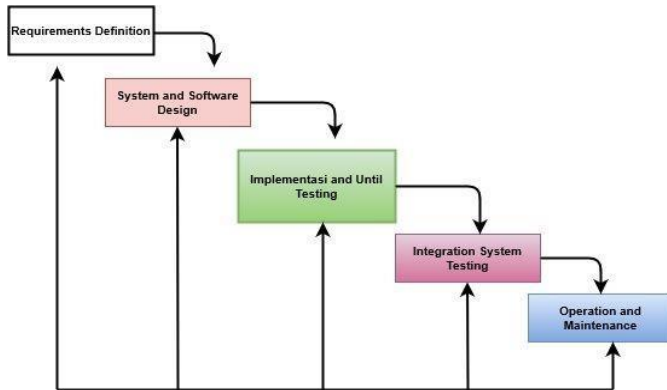 Requirements Definition
System and Software
Design
Implementasi and Until
Testing
Integration System
Testing
Operation and
Maintenance